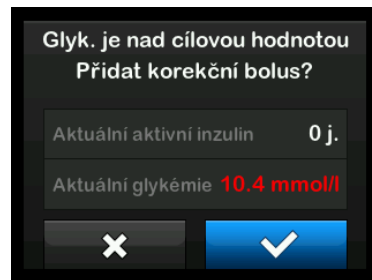 Glyk. je nad cílovou hodnotou
Přidat korekční bolus?
Aktuální aktivní inzulin 0 j.
Aktuální glykémie 10.4 mmol/l